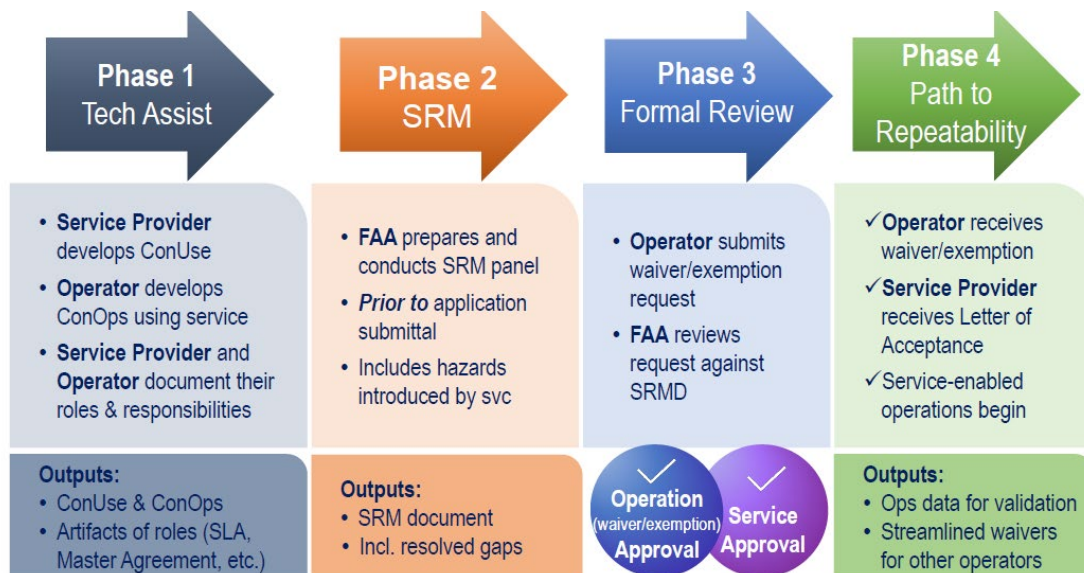 Phase 1
Tech Assist
Phase 2
SRM
Phase 3
Formal Review
Phase 4
Path to
Repeatability
• Service Provider
develops ConUse
• Operator develops
ConOps using service
• Service Provider and
Operator document their
roles & responsibilities
• FAA prepares and
conducts SRM panel
• Prior to application
submittal
• Includes hazards
introduced by svc
• Operator submits
waiver/exemption
request
• FAA reviews
request against
SRMD
✓Operator receives
waiver/exemption
✓Service Provider
receives Letter of
Acceptance
✓Service-enabled
operations begin
Outputs:
• ConUse & ConOps
• Artifacts of roles (SLA,
Master Agreement, etc.)
Outputs:
• SRM document
• Incl. resolved gaps
✓
Operation
(waiver/exemption)
Approval
✓
Service
Approval
Outputs:
• Ops data for validation
• Streamlined waivers
for other operators